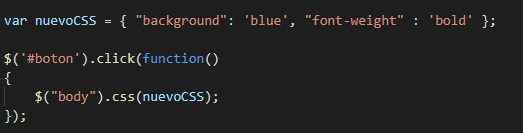 var nuevoCSS = { "background": 'blue', "font-weight" : 'bold' };
$('#boton').click(function()
{
    $("body").css(nuevoCSS);
});